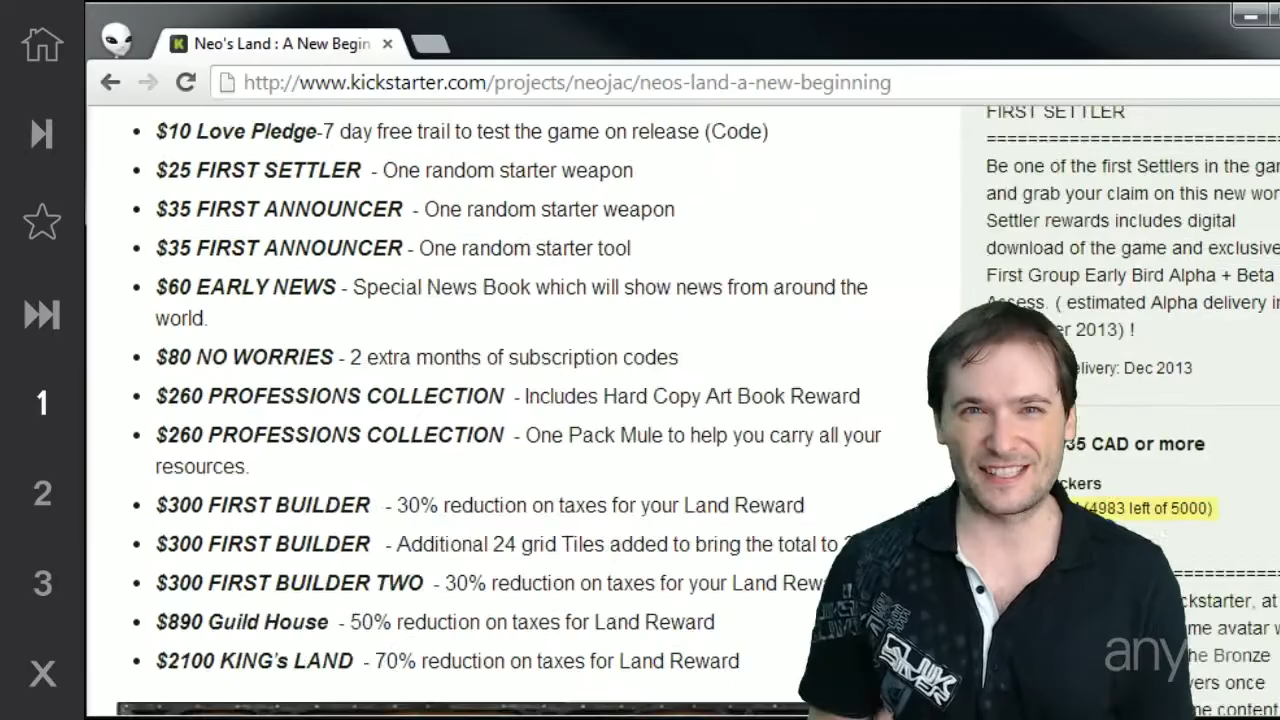 Neo's Land : A New Begin
http://www.kickstarter.com/projects/neojac/neos-land-a-new-beginning
1
2
3
X
$10 Love Pledge-7 day free trail to test the game on release (Code)
$25 FIRST SETTLER - One random starter weapon
$35 FIRST ANNOUNCER - One random starter weapon
$35 FIRST ANNOUNCER - One random starter tool
$60 EARLY NEWS - Special News Book which will show news from around the
world.
$80 NO WORRIES - 2 extra months of subscription codes
$260 PROFESSIONS COLLECTION - Includes Hard Copy Art Book Reward
$260 PROFESSIONS COLLECTION - One Pack Mule to help you carry all your
resources.
$300 FIRST BUILDER - 30% reduction on taxes for your Land Reward
$300 FIRST BUILDER - Additional 24 grid Tiles added to bring the total to
$300 FIRST BUILDER TWO - 30% reduction on taxes for your Land Rew
$890 Guild House - 50% reduction on taxes for Land Reward
$2100 KING's LAND - 70% reduction on taxes for Land Reward
FIRST SETTLER
==============================
Be one of the first Settlers in the
and grab your claim on this new
Settler rewards includes digital
download of the game and exclusive
First Group Early Bird Alpha + Beta
Access. ( estimated Alpha delivery in
er 2013) !
elivery: Dec 2013
35 CAD or more
ckers
(4983 left of 5000)
==========
ckstarter, at
me avatar
he Bronze
vers once
me content
any